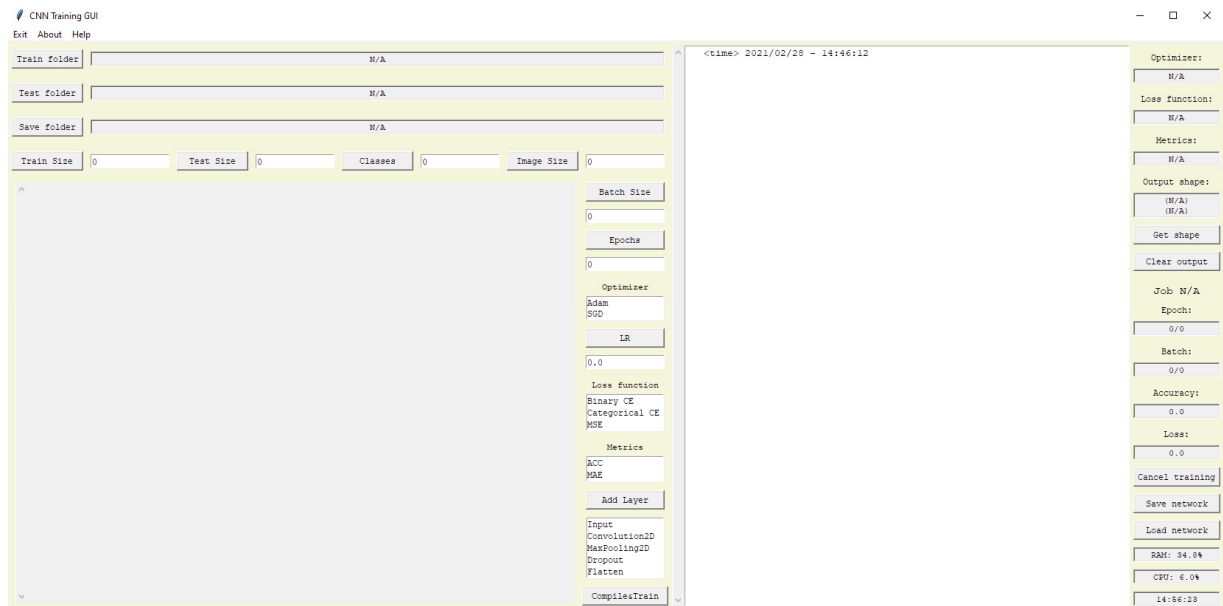 CNN Training GUI
Exit About Help
Train folder N/A
Test folder N/A
Save folder N/A
Train Size 0 Test Size 0 Classes 0 Image Size 0
Batch Size
0
Epochs
0
Optimizer
Adam
SGD
LR
0.0
Loss function
Binary CE
Categorical CE
MSE
Metrics
ACC
MAE
Add Layer
Input
Convolution2D
MaxPooling2D
Dropout
Flatten
Compile&Train
<time> 2021/02/28 - 14:46:12
Optimizer:
N/A
Loss function:
N/A
Metrics:
N/A
Output shape:
(N/A)
(N/A)
Get shape
Clear output
Job N/A
Epoch:
0/0
Batch:
0/0
Accuracy:
0.0
Loss:
0.0
Cancel training
Save network
Load network
RAM: 34.8%
CPU: 6.0%
14:56:23